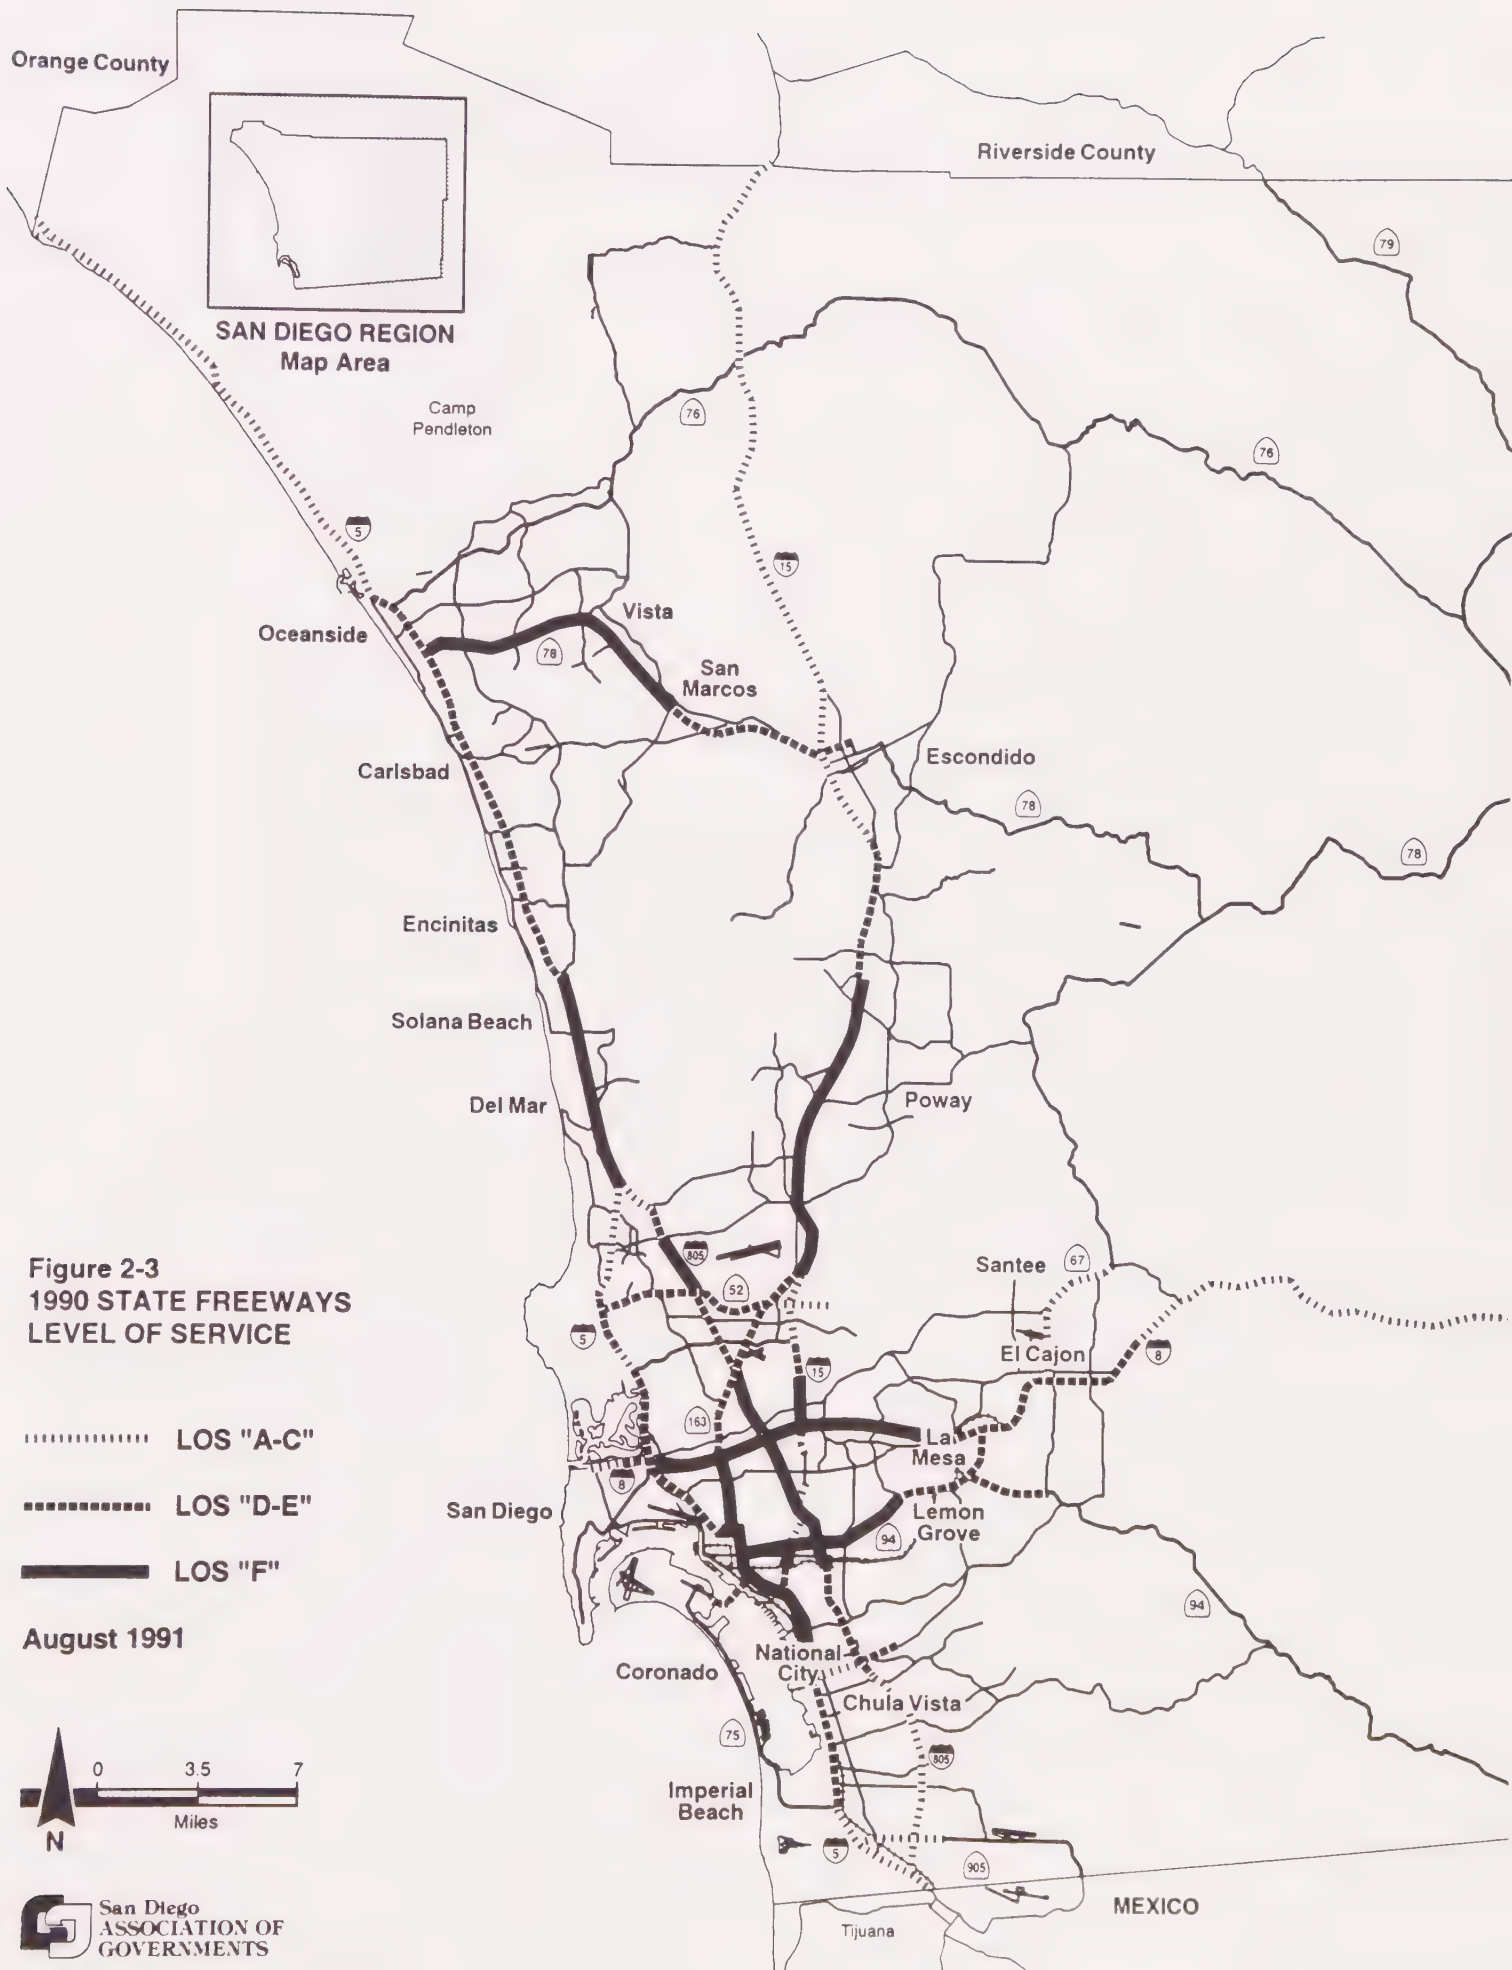 Orange County
Riverside County
SAN DIEGO REGION
Map Area
79
Camp
Pendleton
76
76
5
15
Oceanside
Vista
78
San
Marcos
Carlsbad
Escondido
78
78
Encinitas
Solana Beach
Del Mar
Poway
Figure 2-3
1990 STATE FREEWAYS
LEVEL OF SERVICE
805
52
Santee
67
5
El Cajon
8
15
163
LOS "A-C"
La
Mesa
8
LOS "D-E"
San Diego
Lemon
Grove
94
LOS "F"
94
August 1991
National
City
Coronado
Chula Vista
75
805
Imperial
Beach
0 3.5 7
Miles
N
5
905
San Diego
ASSOCIATION OF
GOVERNMENTS
MEXICO
Tijuana